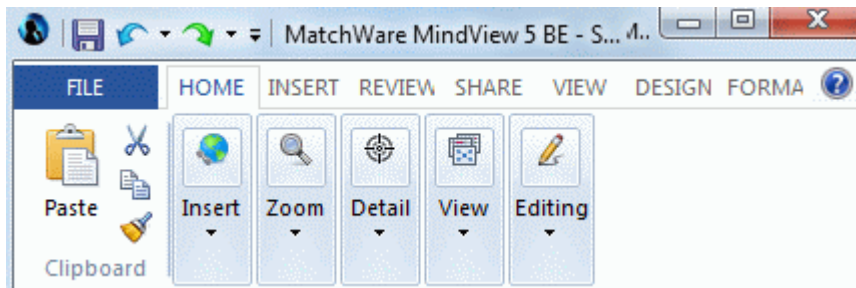 MatchWare MindView 5 BE - S...
FILE HOME INSERT REVIEW SHARE VIEW DESIGN FORMA
Paste Insert Zoom Detail View Editing
Clipboard